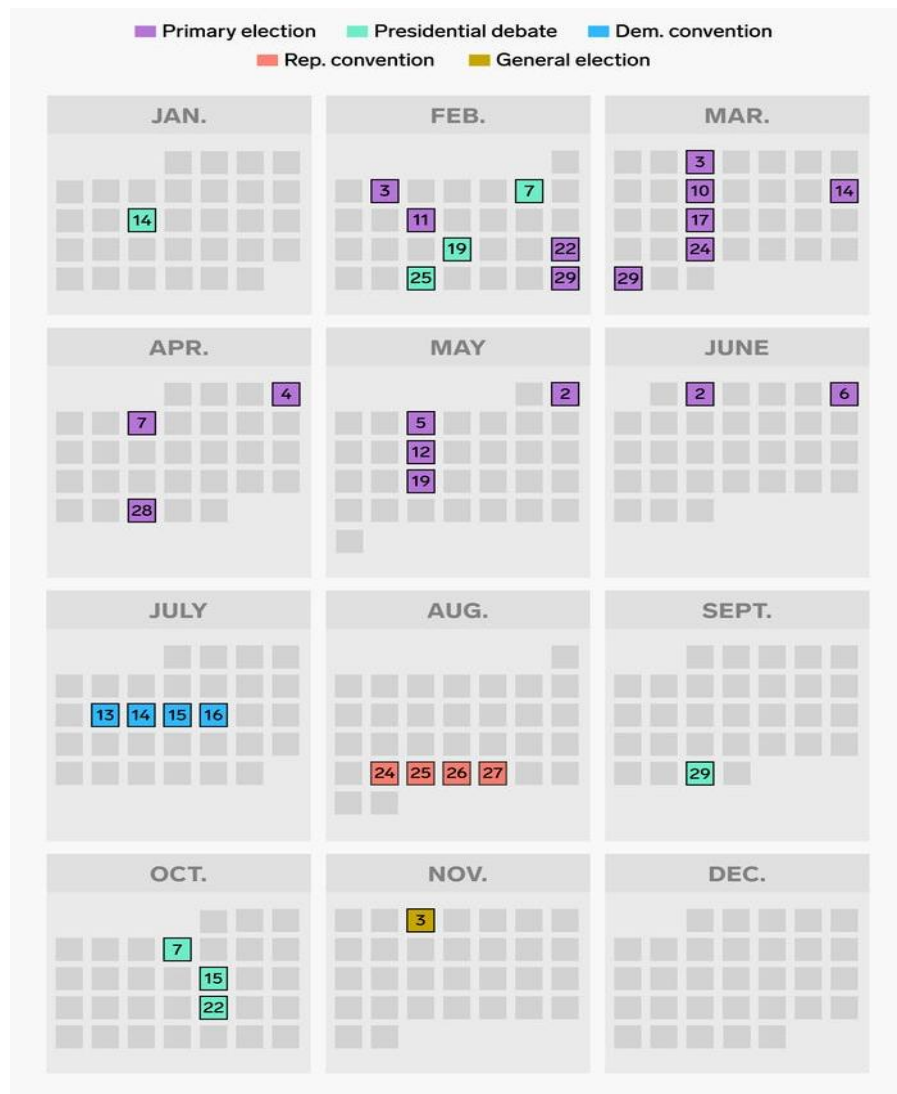 Primary election Presidential debate Dem. convention
Rep. convention General election
JAN. FEB. MAR.
3
3 7 10 14
14 11 17
19 22 24
25 29 29
APR. MAY JUNE
4 2 2 6
7 5
12
19
28
JULY AUG. SEPT.
13 14 15 16
24 25 26 27 29
OCT. NOV. DEC.
3
7
15
22